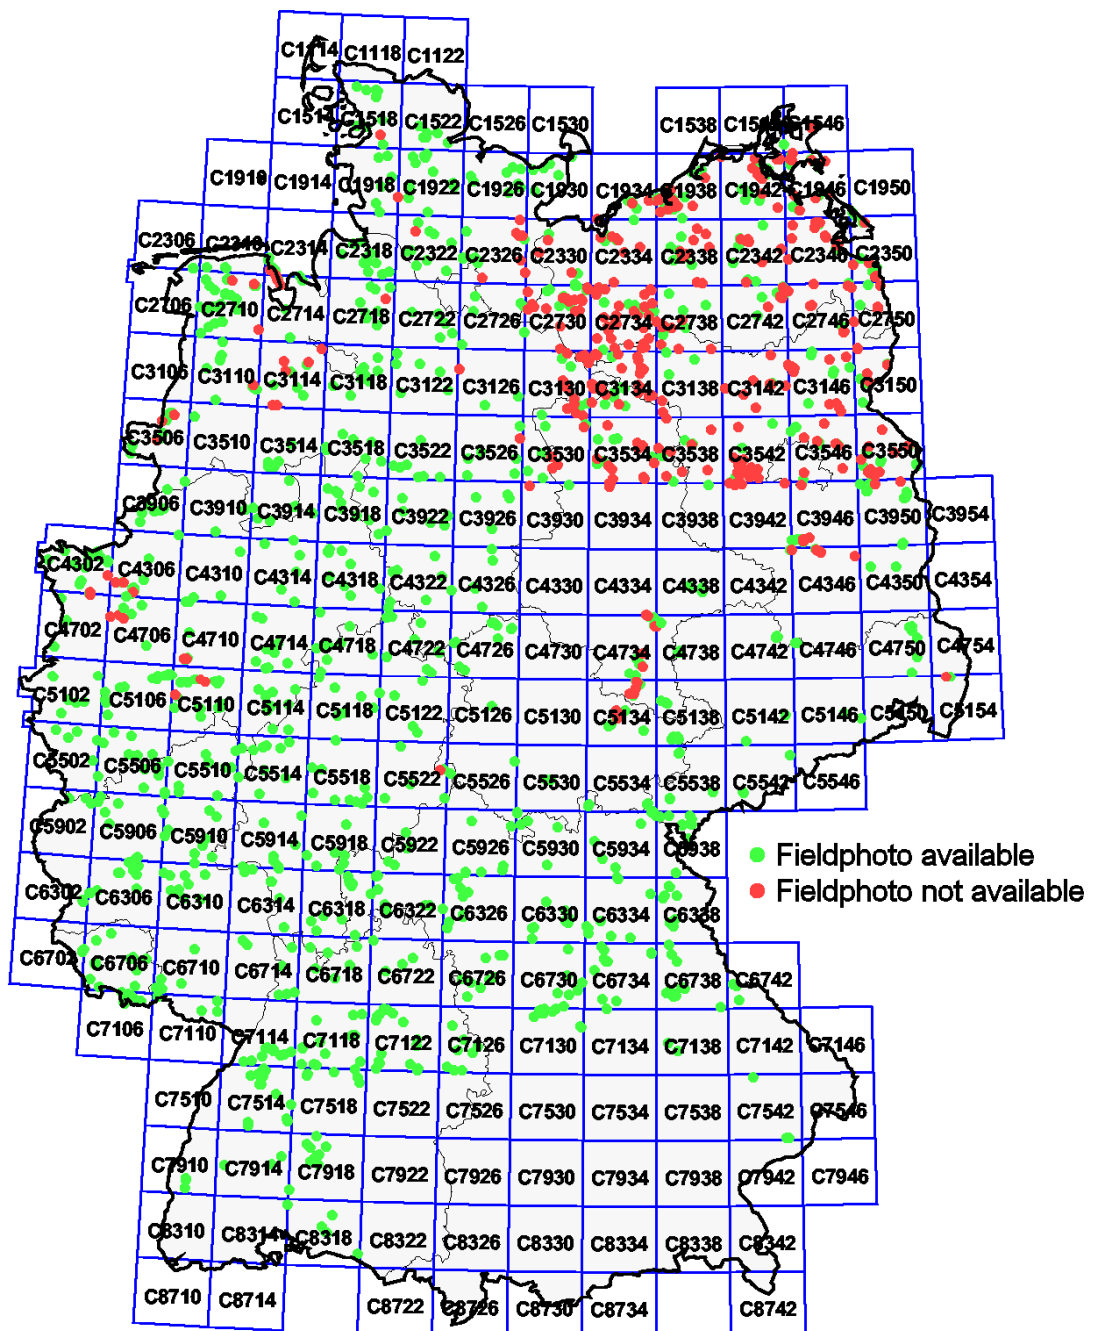 C1114 C1118 C1122
C1514 C1518 C1522 C1526 C1530 C1538 C1542 C1546
C1910 C1914 C1918 C1922 C1926 C1930 C1934 C1938 C1942 C1946 C1950
C2306 C2310 C2314 C2318 C2322 C2326 C2330 C2334 C2338 C2342 C2346 C2350
C2706 C2710 C2714 C2718 C2722 C2726 C2730 C2734 C2738 C2742 C2746 C2750
C3106 C3110 C3114 C3118 C3122 C3126 C3130 C3134 C3138 C3142 C3146 C3150
C3506 C3510 C3514 C3518 C3522 C3526 C3530 C3534 C3538 C3542 C3546 C3550
C3906 C3910 C3914 C3918 C3922 C3926 C3930 C3934 C3938 C3942 C3946 C3950 C3954
C4302 C4306 C4310 C4314 C4318 C4322 C4326 C4330 C4334 C4338 C4342 C4346 C4350 C4354
C4702 C4706 C4710 C4714 C4718 C4722 C4726 C4730 C4734 C4738 C4742 C4746 C4750 C4754
C5102 C5106 C5110 C5114 C5118 C5122 C5126 C5130 C5134 C5138 C5142 C5146 C5150 C5154
C5502 C5506 C5510 C5514 C5518 C5522 C5526 C5530 C5534 C5538 C5542 C5546
C5902 C5906 C5910 C5914 C5918 C5922 C5926 C5930 C5934 C5938
Fieldphoto available
Fieldphoto not available
C6302 C6306 C6310 C6314 C6318 C6322 C6326 C6330 C6334 C6338
C6702 C6706 C6710 C6714 C6718 C6722 C6726 C6730 C6734 C6738 C6742
C7106 C7110 C7114 C7118 C7122 C7126 C7130 C7134 C7138 C7142 C7146
C7510 C7514 C7518 C7522 C7526 C7530 C7534 C7538 C7542 C7546
C7910 C7914 C7918 C7922 C7926 C7930 C7934 C7938 C7942 C7946
C8310 C8314 C8318 C8322 C8326 C8330 C8334 C8338 C8342
C8710 C8714 C8722 C8726 C8730 C8734 C8742